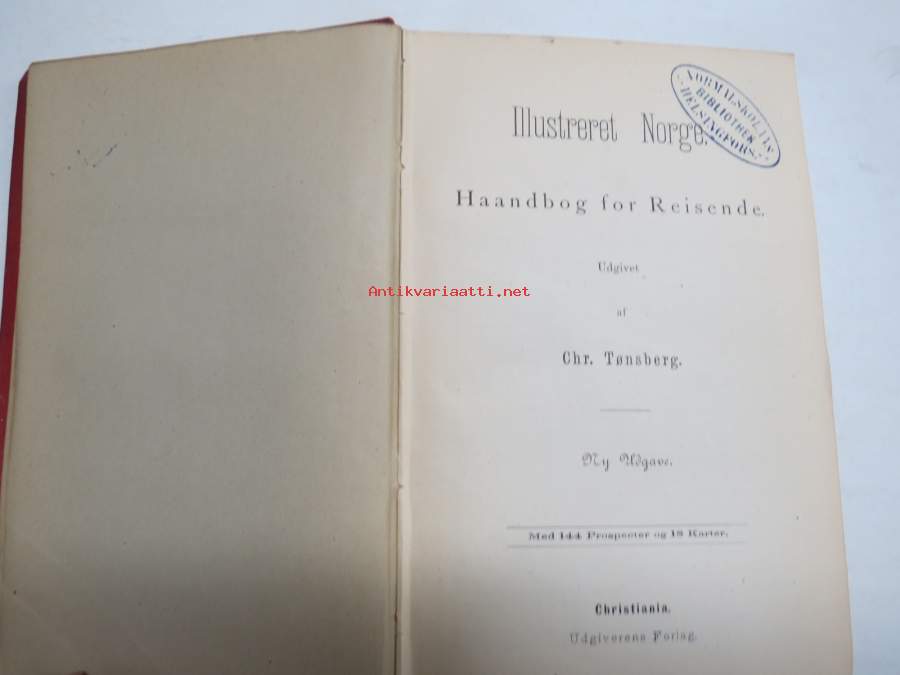 NORMALSKOLANS
BIBLIOTHEK
HELSINGFORS.
Illustreret Norge.
Haandbog for Reisende.
Udgivet
Antikvariaatti.net
af
Chr. Tønsberg.
Ny Udgave.
Med 144 Prospecter og 18 Karter.
Christiania.
Udgiverens Forlag.